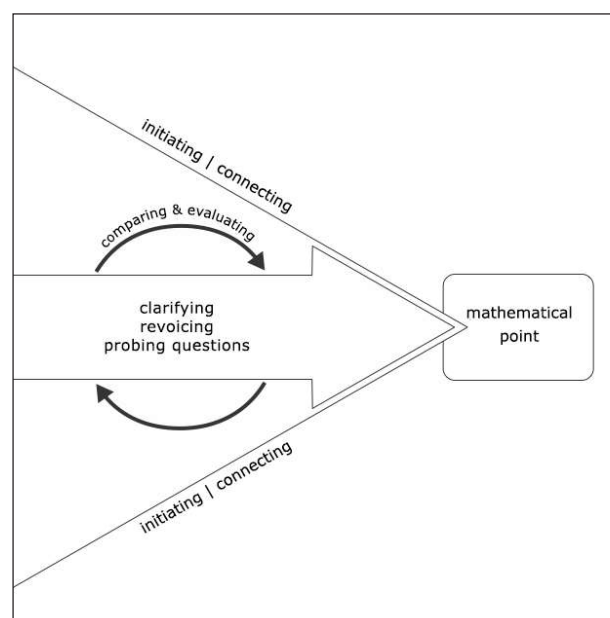 initiating | connecting
comparing & evaluating
clarifying
revoicing
probing questions
mathematical
point
initiating | connecting